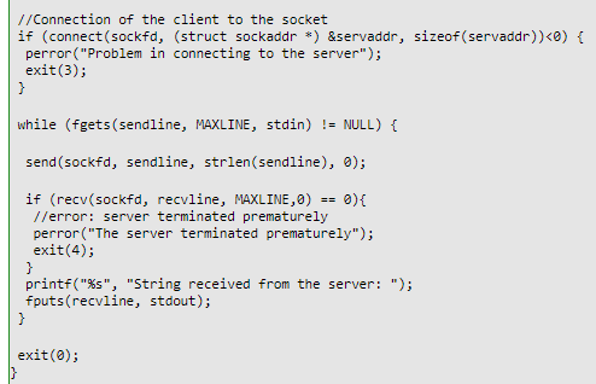 //Connection of the client to the socket
if (connect(sockfd, (struct sockaddr *) &servaddr, sizeof(servaddr))<0) {
perror("Problem in connecting to the server");
exit(3);
}
while (fgets(sendline, MAXLINE, stdin) != NULL) {
send(sockfd, sendline, strlen(sendline), 0);
if (recv(sockfd, recvline, MAXLINE,0) == 0){
//error: server terminated prematurely
perror("The server terminated prematurely");
exit(4);
}
printf("%s", "String received from the server: ");
fputs(recvline, stdout);
}
exit(0);
}